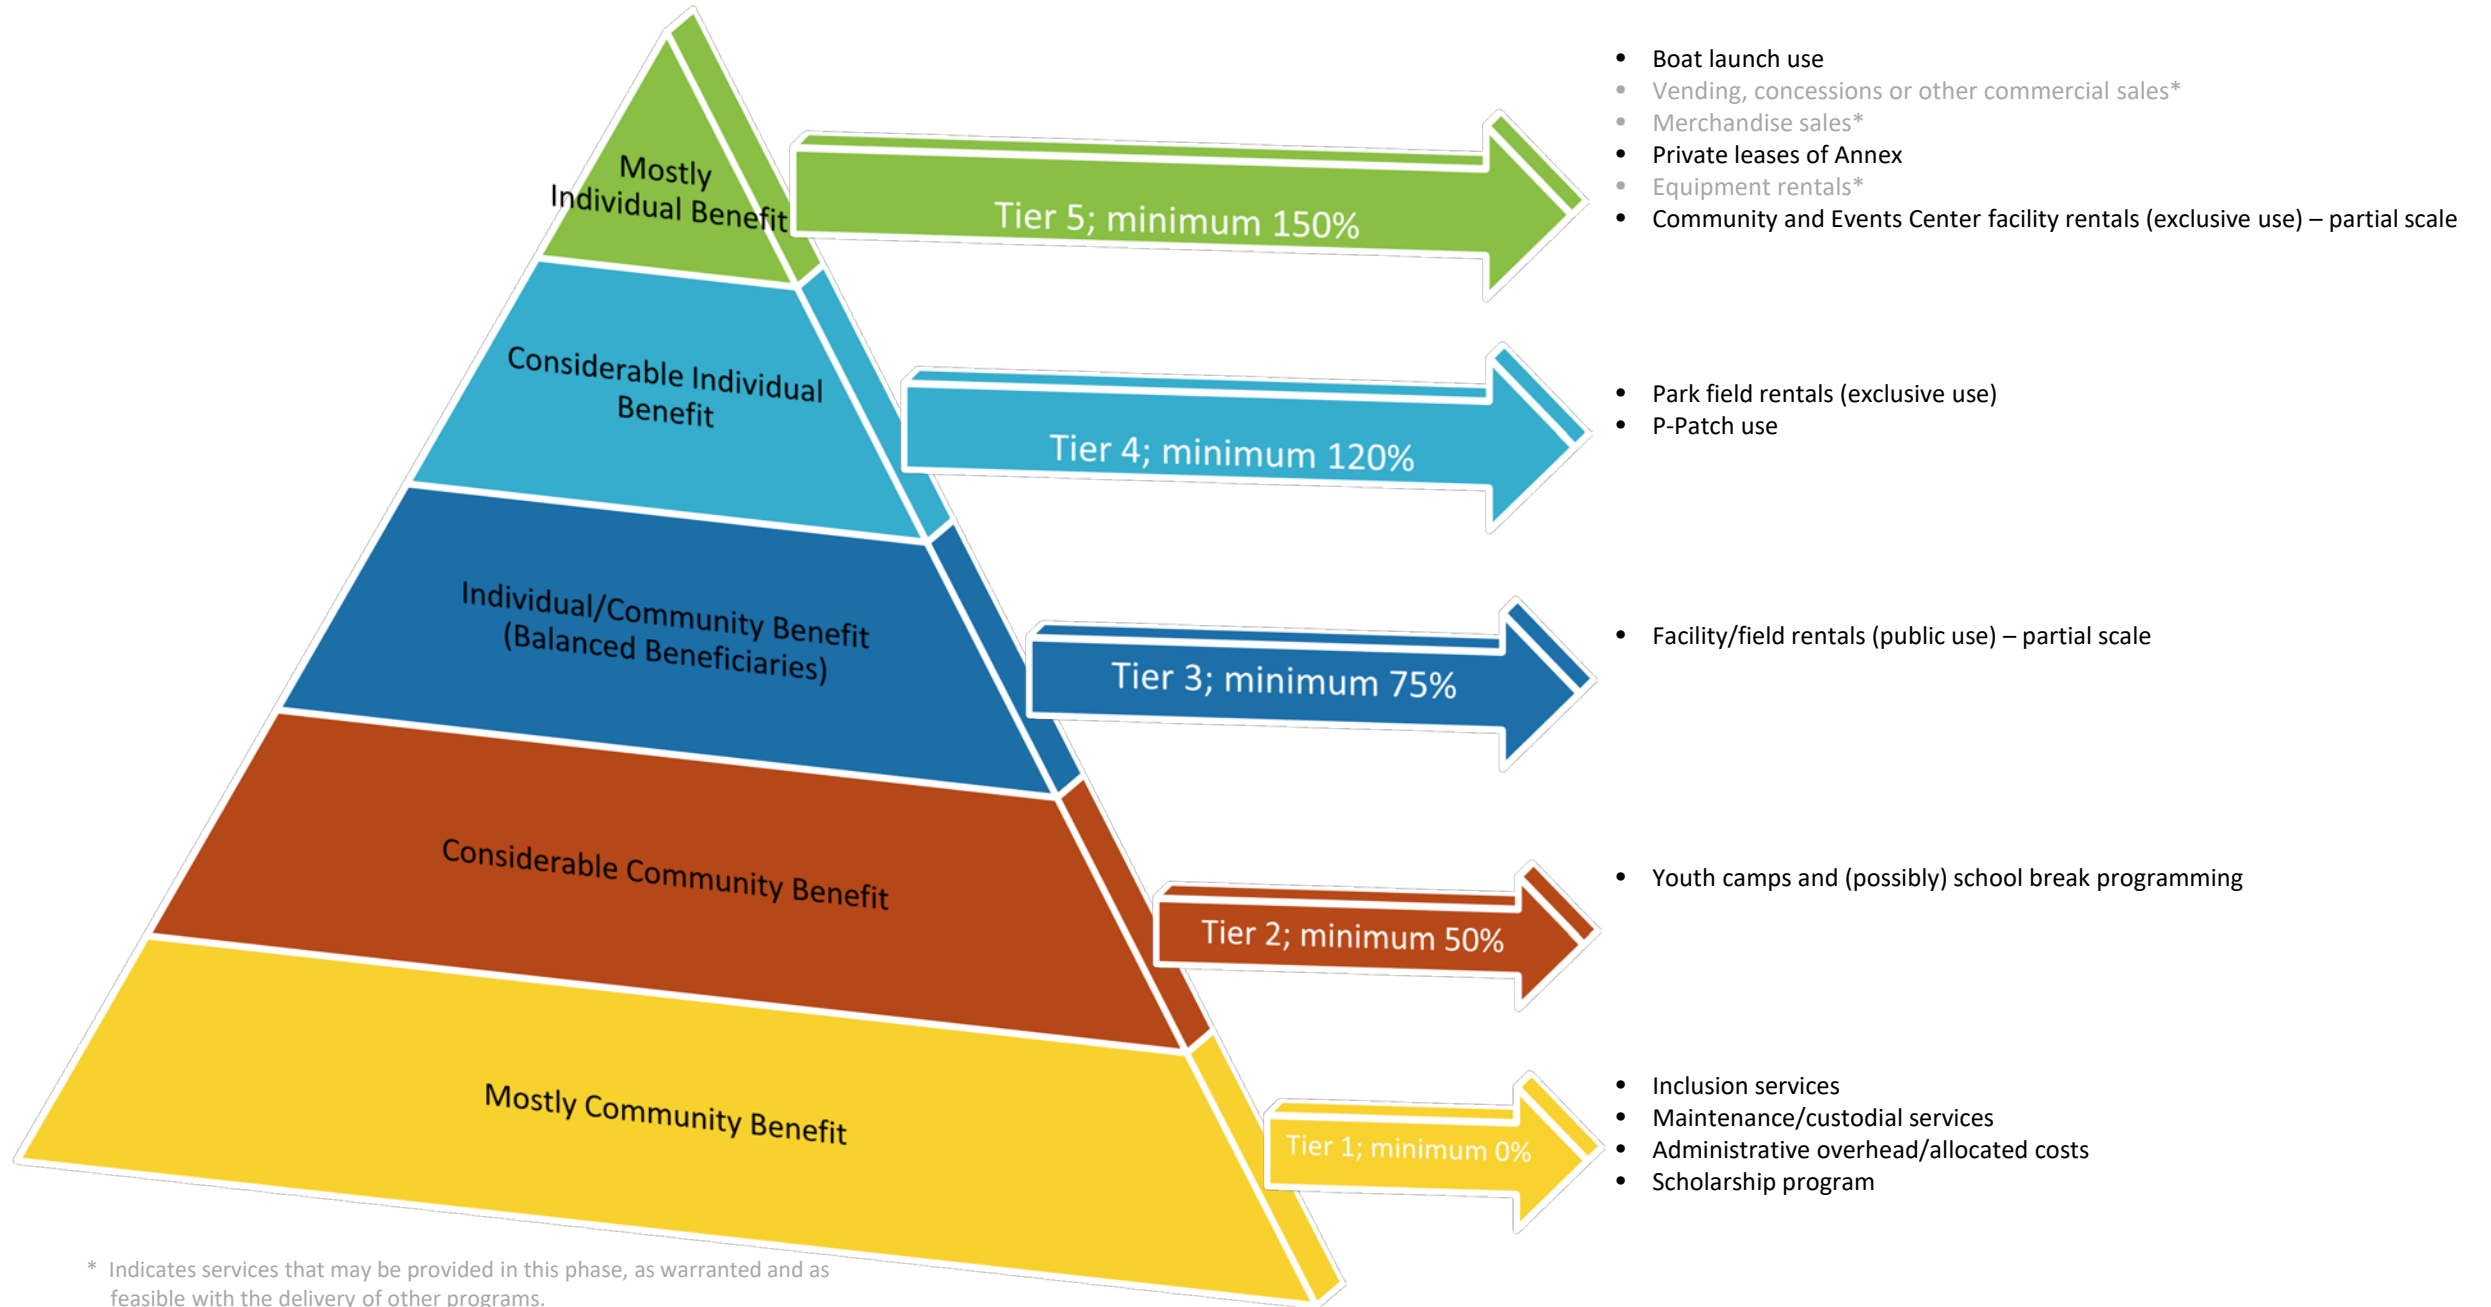 Mostly
Individual Benefit
Tier 5; minimum 150%
• Boat launch use
• Vending, concessions or other commercial sales*
• Merchandise sales*
• Private leases of Annex
• Equipment rentals*
• Community and Events Center facility rentals (exclusive use) – partial scale
Considerable Individual
Benefit
Tier 4; minimum 120%
• Park field rentals (exclusive use)
• P-Patch use
Individual/Community Benefit
(Balanced Beneficiaries)
Tier 3; minimum 75%
• Facility/field rentals (public use) – partial scale
Considerable Community Benefit
Tier 2; minimum 50%
• Youth camps and (possibly) school break programming
Mostly Community Benefit
Tier 1; minimum 0%
• Inclusion services
• Maintenance/custodial services
• Administrative overhead/allocated costs
• Scholarship program
* Indicates services that may be provided in this phase, as warranted and as
feasible with the delivery of other programs.